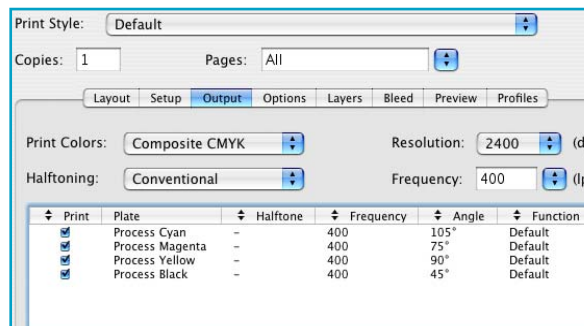 Print Style: Default
Copies: 1 Pages: All
Layout Setup Output Options Layers Bleed Preview Profiles
Print Colors: Composite CMYK Resolution: 2400 (d
Halftoning: Conventional Frequency: 400 (lp
Print Plate Halftone Frequency Angle Function
Process Cyan – 400 105° Default
Process Magenta – 400 75° Default
Process Yellow – 400 90° Default
Process Black – 400 45° Default